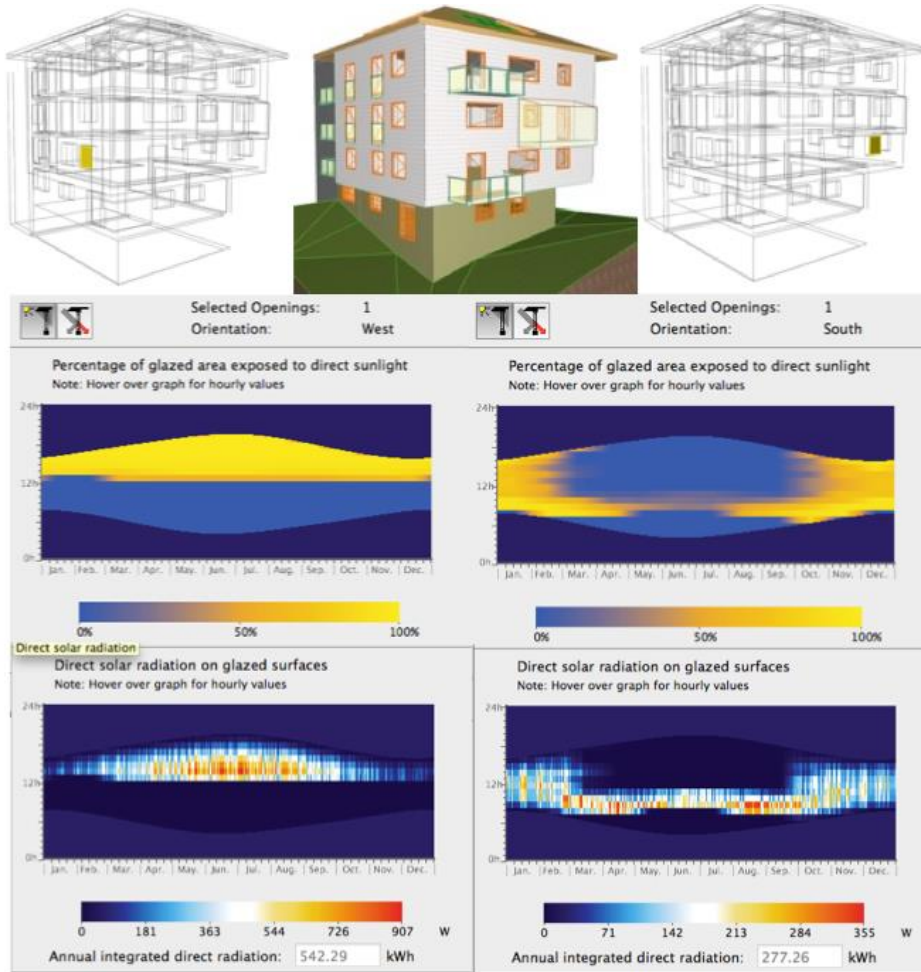 Selected Openings: 1
Orientation: West
Percentage of glazed area exposed to direct sunlight
Note: Hover over graph for hourly values
24h
12h
0h
Jan. Feb. Mar. Apr. May. Jun. Jul. Aug. Sep. Oct. Nov. Dec.
0% 50% 100%
Direct solar radiation
Direct solar radiation on glazed surfaces
Note: Hover over graph for hourly values
24h
12h
0h
Jan. Feb. Mar. Apr. May. Jun. Jul. Aug. Sep. Oct. Nov. Dec.
0 181 363 544 726 907 W
Annual integrated direct radiation: 542.29 kWh
Selected Openings: 1
Orientation: South
Percentage of glazed area exposed to direct sunlight
Note: Hover over graph for hourly values
24h
12h
0h
Jan. Feb. Mar. Apr. May. Jun. Jul. Aug. Sep. Oct. Nov. Dec.
0% 50% 100%
Direct solar radiation on glazed surfaces
Note: Hover over graph for hourly values
24h
12h
0h
Jan. Feb. Mar. Apr. May. Jun. Jul. Aug. Sep. Oct. Nov. Dec.
0 71 142 213 284 355 W
Annual integrated direct radiation: 277.26 kWh